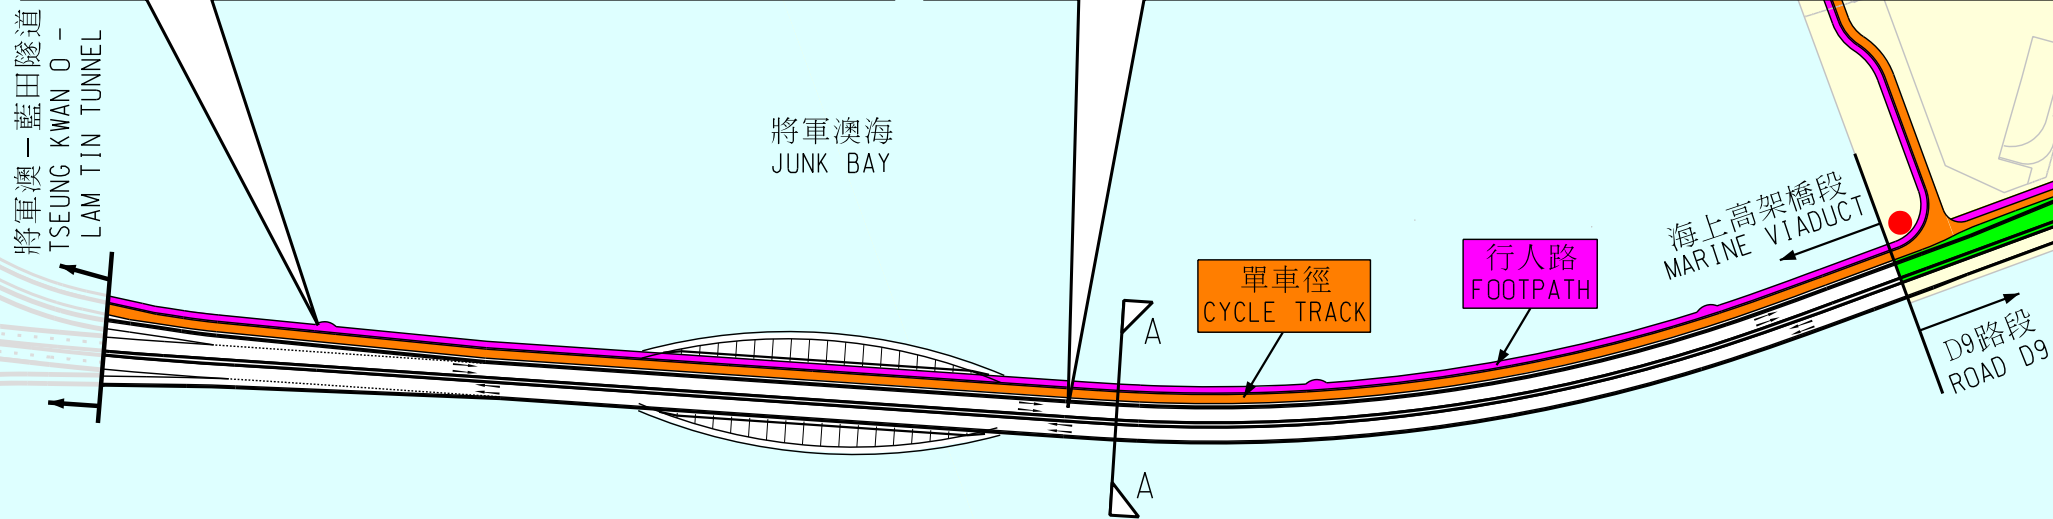 將軍澳－藍田隧道
TSEUNG KWAN O -
LAM TIN TUNNEL
將軍澳海
JUNK BAY
單車徑
CYCLE TRACK
行人路
FOOTPATH
海上高架橋段
MARINE VIADUCT
D9路段
ROAD D9
A
A